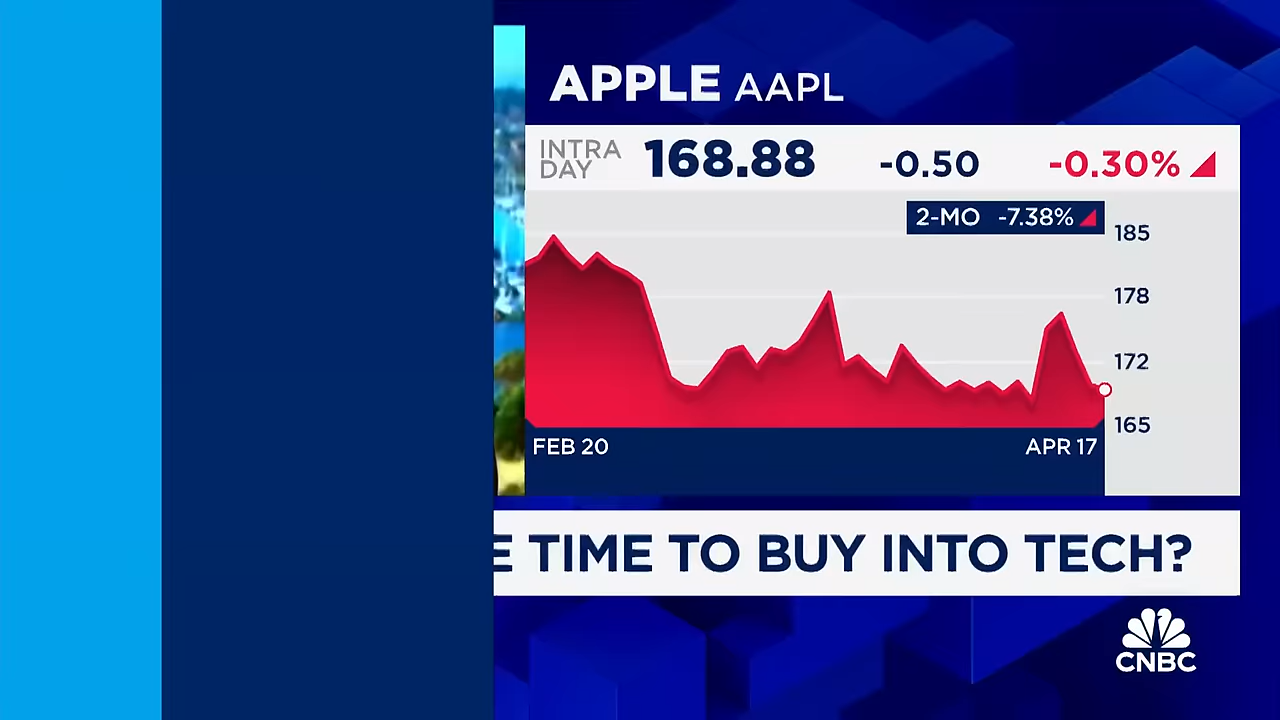 APPLE AAPL
INTRA DAY 168.88 -0.50 -0.30%
2-MO -7.38%
185
178
172
165
FEB 20 APR 17
E TIME TO BUY INTO TECH?
CNBC